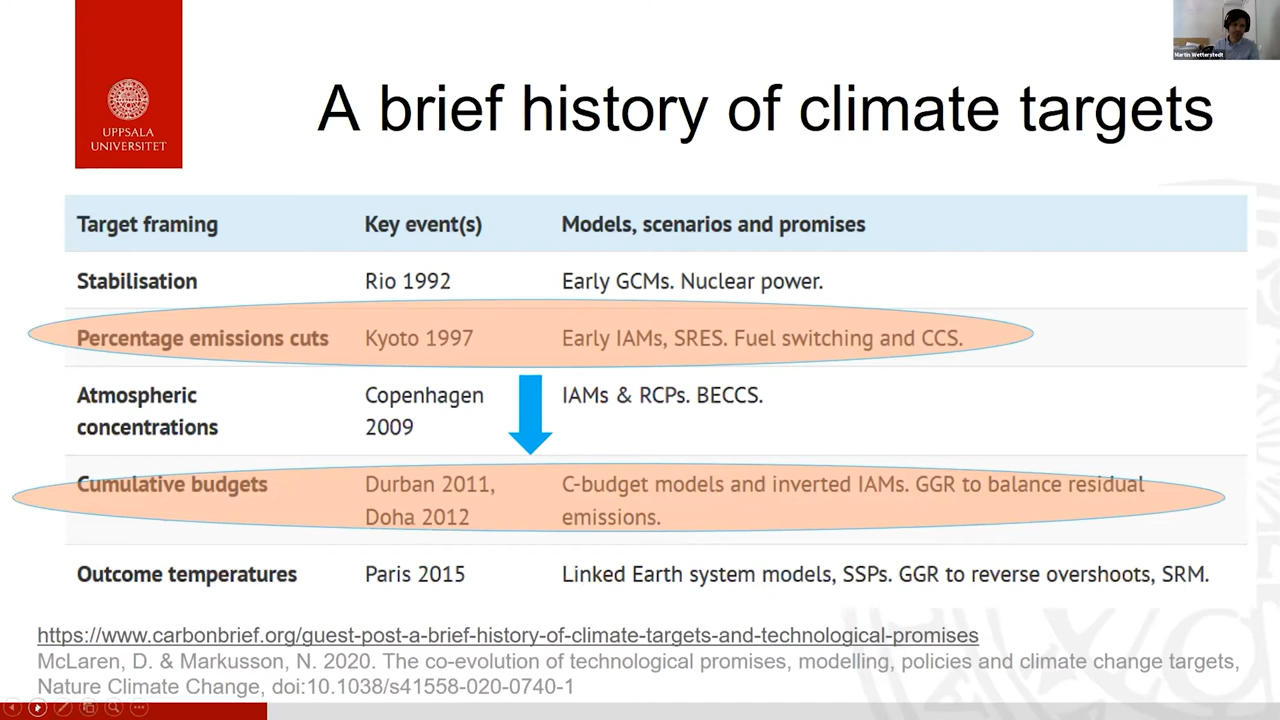 Martin Wetterstedt
UPPSALA
UNIVERSITET
A brief history of climate targets
Target framing Key event(s) Models, scenarios and promises
Stabilisation Rio 1992 Early GCMs. Nuclear power.
Percentage emissions cuts Kyoto 1997 Early IAMs, SRES. Fuel switching and CCS.
Atmospheric Copenhagen IAMs & RCPs. BECCS.
concentrations 2009
Cumulative budgets Durban 2011, C-budget models and inverted IAMs. GGR to balance residual
Doha 2012 emissions.
Outcome temperatures Paris 2015 Linked Earth system models, SSPs. GGR to reverse overshoots, SRM.
https://www.carbonbrief.org/guest-post-a-brief-history-of-climate-targets-and-technological-promises
McLaren, D. & Markusson, N. 2020. The co-evolution of technological promises, modelling, policies and climate change targets,
Nature Climate Change, doi:10.1038/s41558-020-0740-1